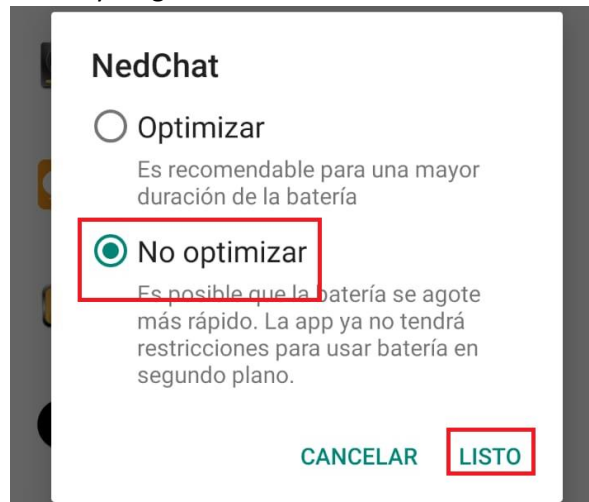 NedChat
Optimizar
Es recomendable para una mayor
duración de la batería
No optimizar
Es posible que la batería se agote
más rápido. La app ya no tendrá
restricciones para usar batería en
segundo plano.
CANCELAR LISTO